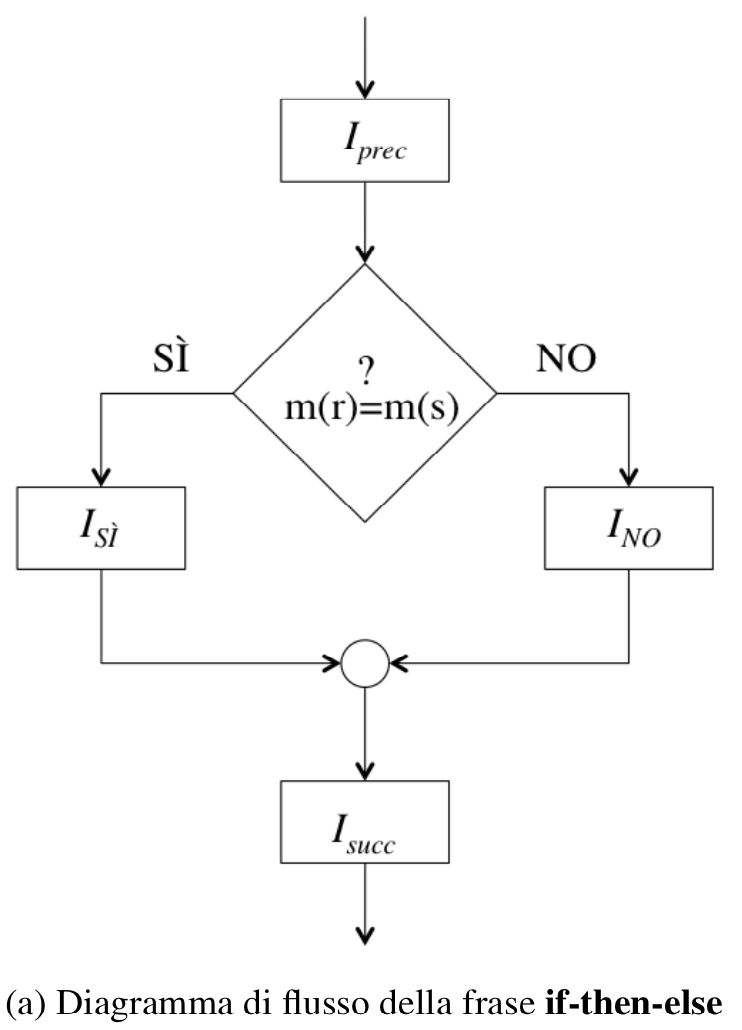 I_prec
SÌ
NO
?
m(r)=m(s)
I_SÌ
I_NO
I_succ
(a) Diagramma di flusso della frase if-then-else